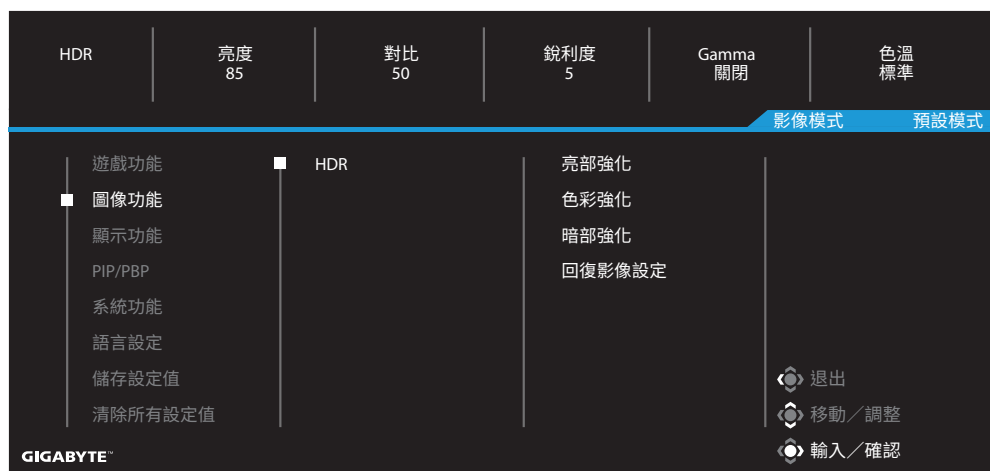 HDR
亮度
85
對比
50
銳利度
5
Gamma
關閉
色溫
標準
影像模式 預設模式
遊戲功能
圖像功能
顯示功能
PIP/PBP
系統功能
語言設定
儲存設定值
清除所有設定值
HDR
亮部強化
色彩強化
暗部強化
回復影像設定
退出
移動／調整
輸入／確認
GIGABYTE™